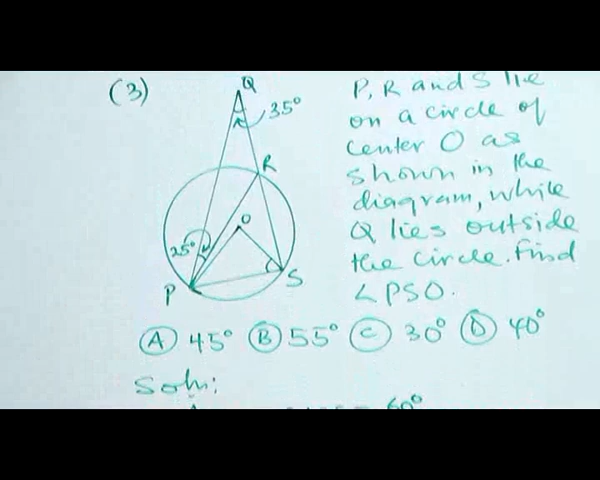 (3)
Q
35°
R
O
25°
S
P
P, R and S lie
on a circle of
center O as
shown in the
diagram, while
Q lies outside
the circle. Find
∠PSO.
(A) 45° (B) 55° (C) 30° (D) 40°
Soln:
60°